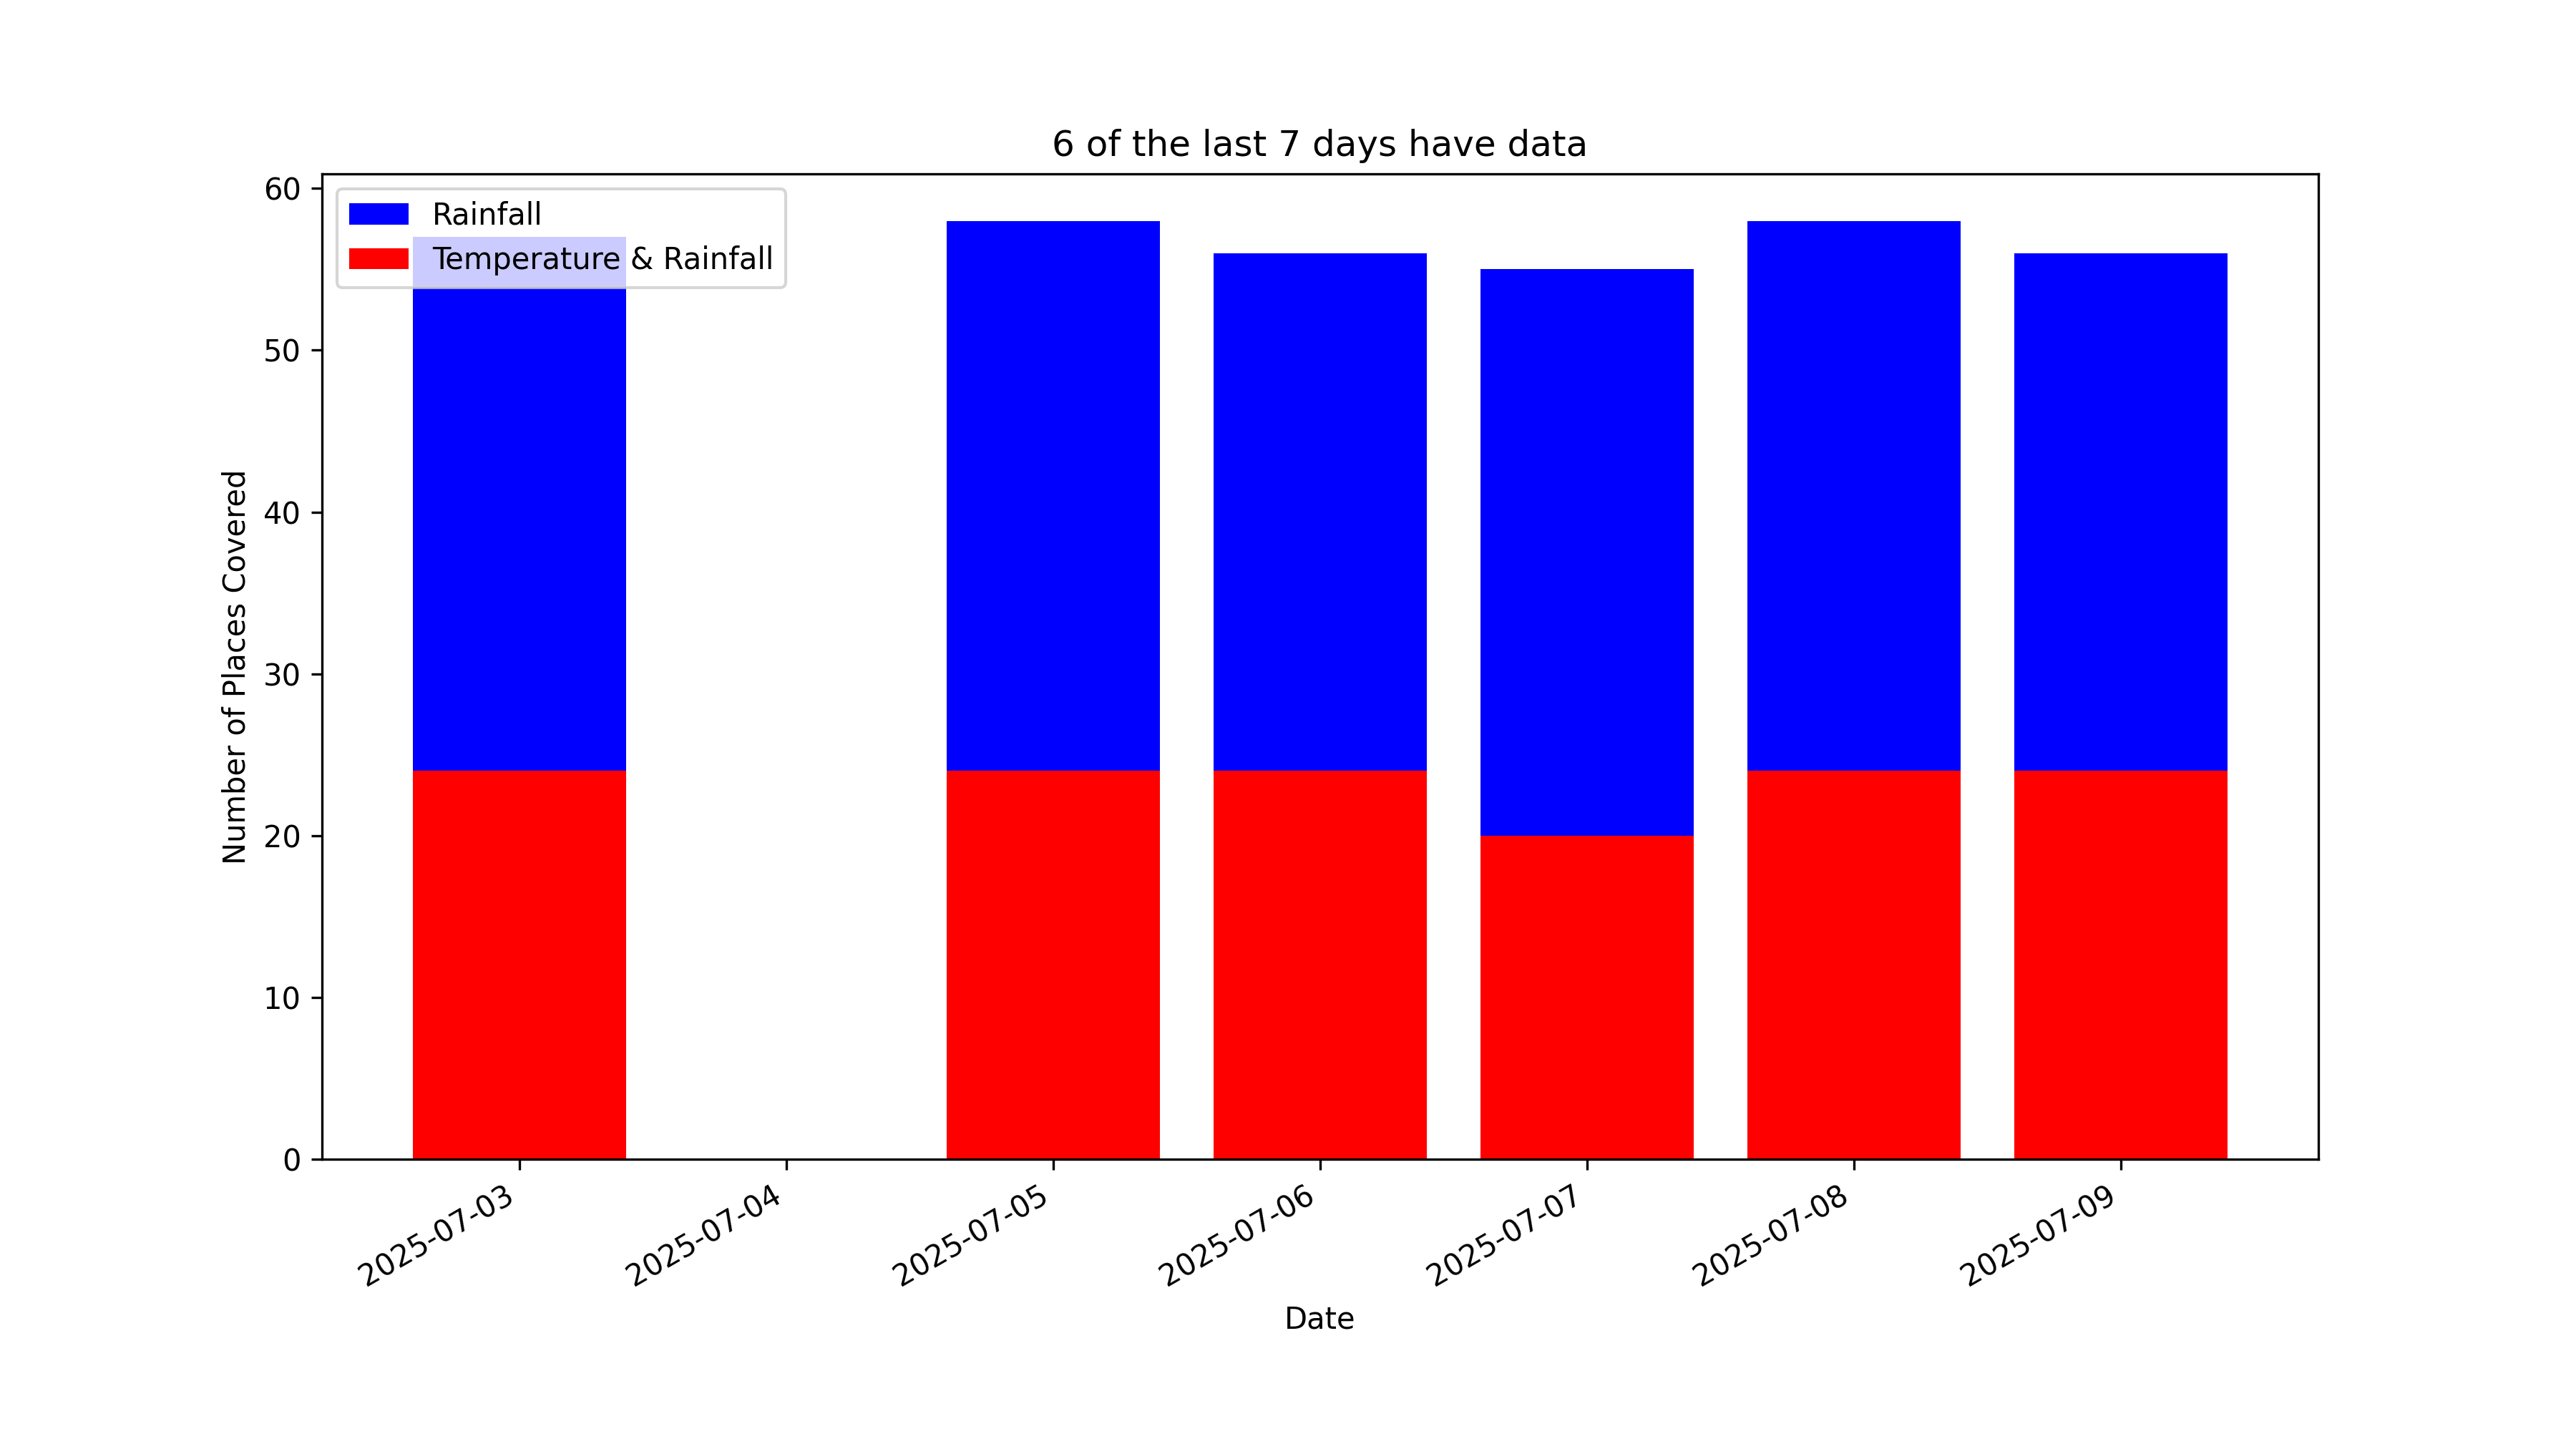 6 of the last 7 days have data
Rainfall
Temperature & Rainfall
60
50
40
30
20
10
0
Number of Places Covered
2025-07-03
2025-07-04
2025-07-05
2025-07-06
2025-07-07
2025-07-08
2025-07-09
Date